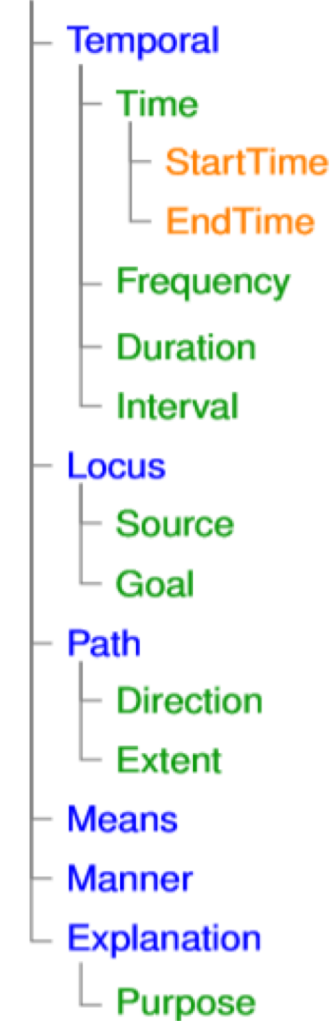 Temporal
Time
StartTime
EndTime
Frequency
Duration
Interval
Locus
Source
Goal
Path
Direction
Extent
Means
Manner
Explanation
Purpose